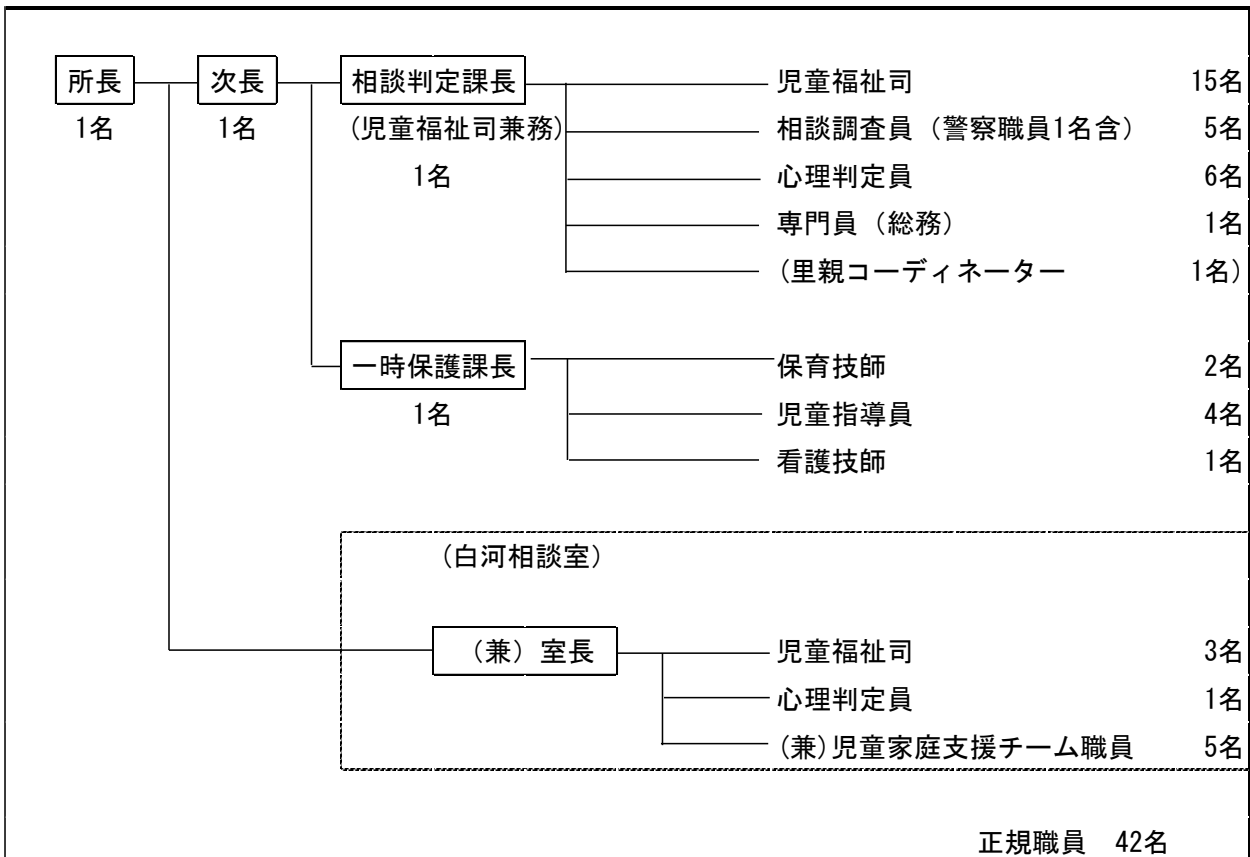 所長 次長 相談判定課長 児童福祉司 15名
1名 1名 (児童福祉司兼務) 相談調査員（警察職員1名含） 5名
1名 心理判定員 6名
専門員（総務） 1名
(里親コーディネーター 1名)
一時保護課長 保育技師 2名
1名 児童指導員 4名
看護技師 1名
(白河相談室)
（兼）室長 児童福祉司 3名
心理判定員 1名
(兼)児童家庭支援チーム職員 5名
正規職員 42名